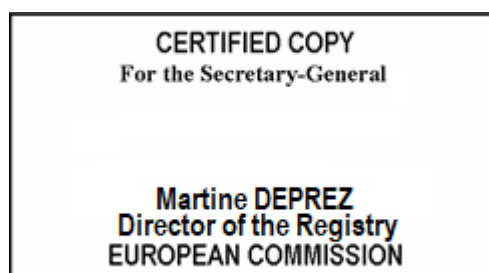 CERTIFIED COPY
For the Secretary-General
Martine DEPREZ
Director of the Registry
EUROPEAN COMMISSION